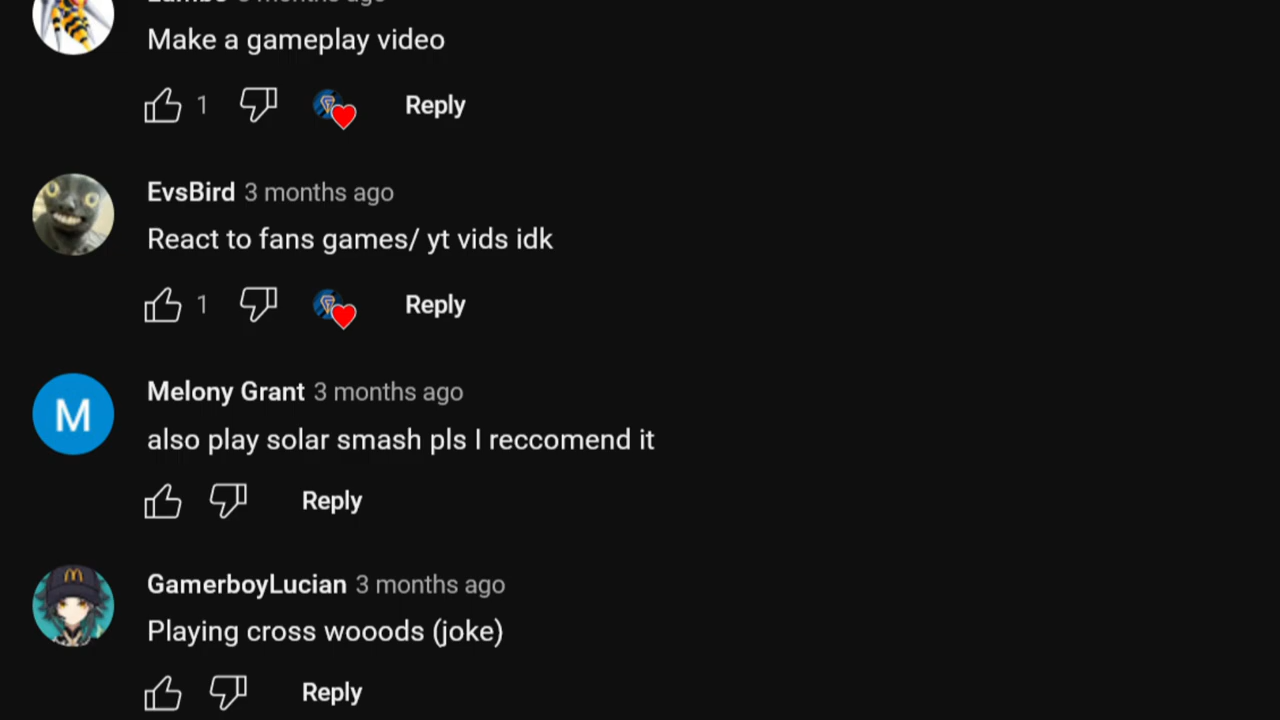 Make a gameplay video
1
Reply
EvsBird 3 months ago
React to fans games/ yt vids idk
1
Reply
M
Melony Grant 3 months ago
also play solar smash pls I reccomend it
Reply
GamerboyLucian 3 months ago
Playing cross wooods (joke)
Reply